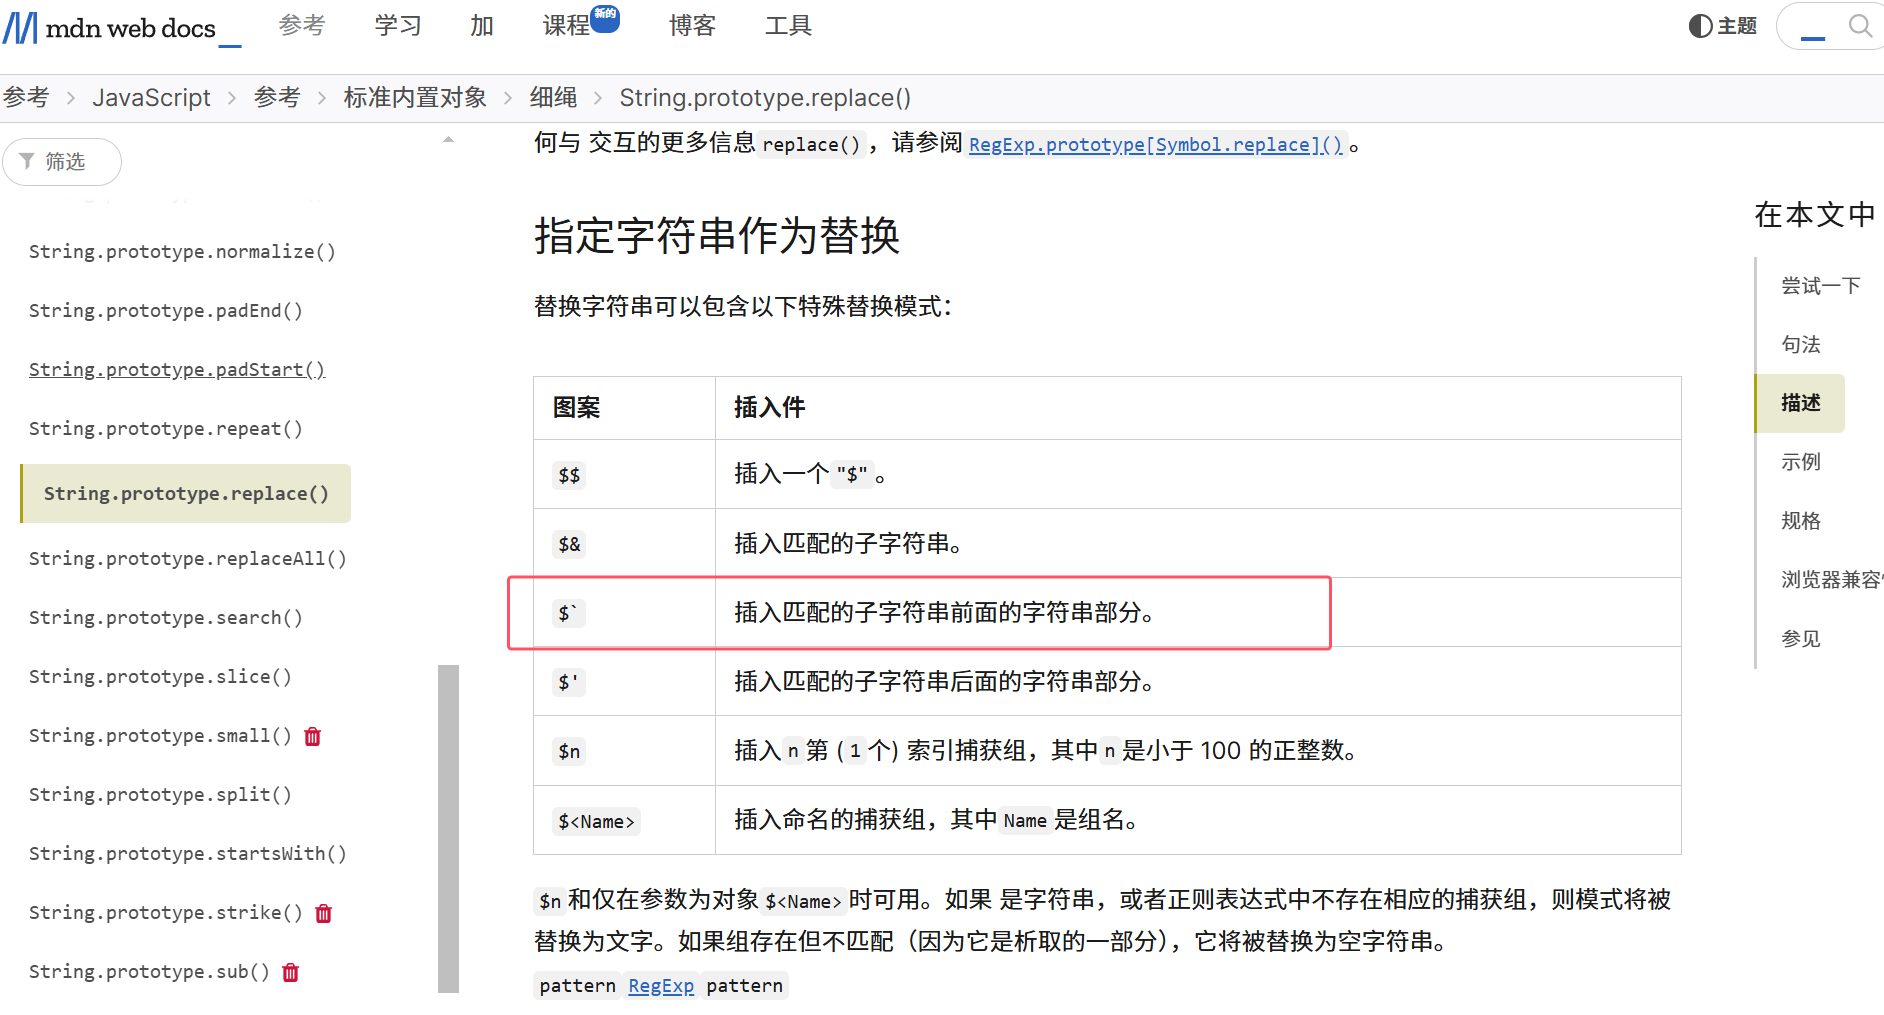 mdn web docs_
参考
学习
加
课程
新的
博客
工具
主题
参考 > JavaScript > 参考 > 标准内置对象 > 细绳 > String.prototype.replace()
筛选
String.prototype.normalize()
String.prototype.padEnd()
String.prototype.padStart()
String.prototype.repeat()
String.prototype.replace()
String.prototype.replaceAll()
String.prototype.search()
String.prototype.slice()
String.prototype.small()
String.prototype.split()
String.prototype.startsWith()
String.prototype.strike()
String.prototype.sub()
何与 交互的更多信息replace()，请参阅 RegExp.prototype[Symbol.replace]()。
指定字符串作为替换
替换字符串可以包含以下特殊替换模式：
图案 插入件
$$ 插入一个"$"。
$& 插入匹配的子字符串。
$` 插入匹配的子字符串前面的字符串部分。
$' 插入匹配的子字符串后面的字符串部分。
$n 插入n第 (1个) 索引捕获组，其中n是小于 100 的正整数。
$<Name> 插入命名的捕获组，其中Name是组名。
$n和仅在参数为对象$<Name>时可用。如果 是字符串，或者正则表达式中不存在相应的捕获组，则模式将被
替换为文字。如果组存在但不匹配（因为它是析取的一部分），它将被替换为空字符串。
pattern RegExp pattern
在本文中
尝试一下
句法
描述
示例
规格
浏览器兼容
参见